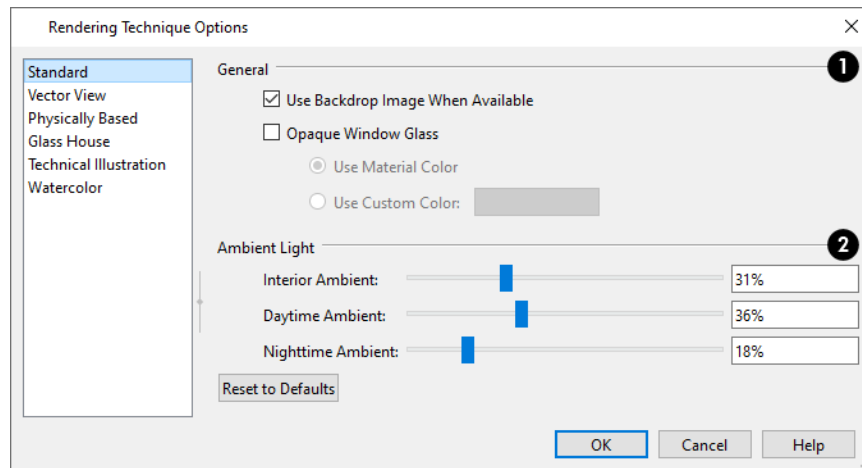 Rendering Technique Options
Standard
Vector View
Physically Based
Glass House
Technical Illustration
Watercolor
General
1
Use Backdrop Image When Available
Opaque Window Glass
Use Material Color
Use Custom Color:
Ambient Light
2
Interior Ambient: 31%
Daytime Ambient: 36%
Nighttime Ambient: 18%
Reset to Defaults
OK Cancel Help